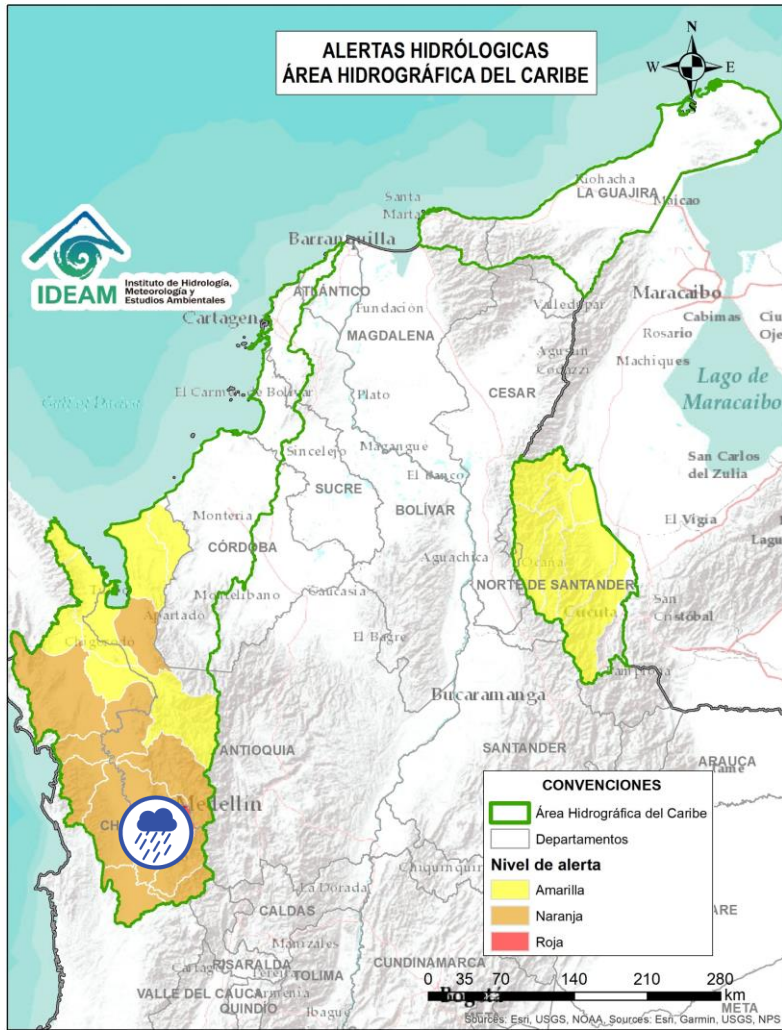 ALERTAS HIDRÓLOGICAS
ÁREA HIDROGRÁFICA DEL CARIBE
N
W
E
S
Riohacha
LA GUAJIRA
Maicao
Santa
Marta
Barranquilla
IDEAM
Instituto de Hidrología,
Meteorología y
Estudios Ambientales
ATLÁNTICO
Cartagena
Fundación
Valledupar
Maracaibo
Cabimas
MAGDALENA
Rosario
Agustín
Codazzi
Machiques
Lago de
Maracaibo
El Carmen de Bolívar
Plato
CESAR
Sincelejo
Magangué
San Carlos
del Zulia
El Banco
SUCRE
BOLÍVAR
Montería
El Vigía
CÓRDOBA
Aguachica
Ocaña
NORTE DE SANTANDER
Montelibano
Caucasia
Apartado
Cúcuta
San
Cristóbal
Chigorodó
El Bagre
Bucaramanga
ANTIOQUIA
SANTANDER
ARAUCA
Medellín
CONVENCIONES
Área Hidrográfica del Caribe
Departamentos
Nivel de alerta
Amarilla
Naranja
Roja
La Dorada
CALDAS
Manizales
RISARALDA
CUNDINAMARCA
TOLIMA
VALLE DEL CAUCA
Armenia
QUINDÍO
Ibagué
Bogotá
META
0 35 70 140 210 280
km
Sources: Esri, USGS, NOAA, Sources: Esri, Garmin, USGS, NPS